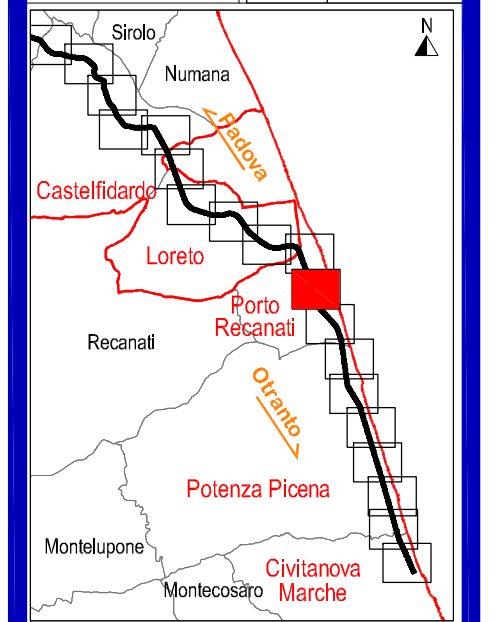 Sirolo
N
Numana
Padova
Castelfidardo
Loreto
Porto
Recanati
Recanati
Otranto
Potenza Picena
Montelupone
Civitanova
Marche
Montecosaro